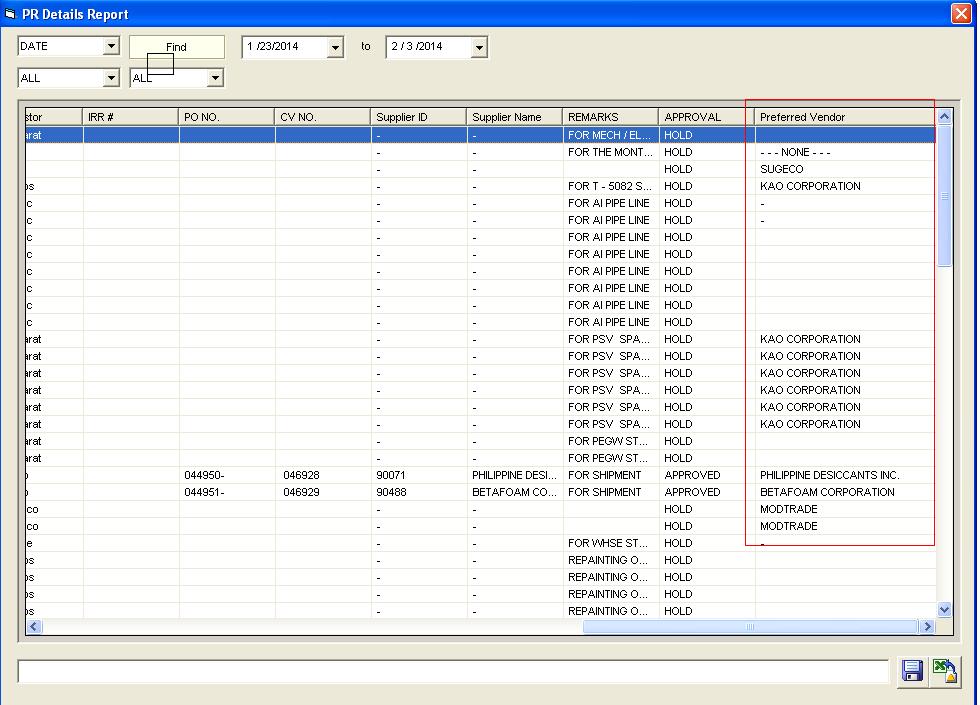 PR Details Report
DATE Find 1 /23/2014 to 2 / 3 /2014
ALL ALL
stor IRR # PO NO. CV NO. Supplier ID Supplier Name REMARKS APPROVAL Preferred Vendor
arat - - FOR MECH / EL... HOLD
- - FOR THE MONT... HOLD - - - NONE - - -
- - HOLD SUGECO
os - - FOR T - 5082 S... HOLD KAO CORPORATION
c - - FOR AI PIPE LINE HOLD -
c - - FOR AI PIPE LINE HOLD -
c - - FOR AI PIPE LINE HOLD
c - - FOR AI PIPE LINE HOLD
c - - FOR AI PIPE LINE HOLD
c - - FOR AI PIPE LINE HOLD
c - - FOR AI PIPE LINE HOLD
c - - FOR AI PIPE LINE HOLD
arat - - FOR PSV SPA... HOLD KAO CORPORATION
arat - - FOR PSV SPA... HOLD KAO CORPORATION
arat - - FOR PSV SPA... HOLD KAO CORPORATION
arat - - FOR PSV SPA... HOLD KAO CORPORATION
arat - - FOR PSV SPA... HOLD KAO CORPORATION
arat - - FOR PSV SPA... HOLD KAO CORPORATION
arat - - FOR PEGW ST... HOLD
arat - - FOR PEGW ST... HOLD
o 044950- 046928 90071 PHILIPPINE DESI... FOR SHIPMENT APPROVED PHILIPPINE DESICCANTS INC.
o 044951- 046929 90488 BETAFOAM CO... FOR SHIPMENT APPROVED BETAFOAM CORPORATION
co - - HOLD MODTRADE
co - - HOLD MODTRADE
e - - FOR WHSE ST... HOLD -
os - - REPAINTING O... HOLD
os - - REPAINTING O... HOLD
os - - REPAINTING O... HOLD
os - - REPAINTING O... HOLD